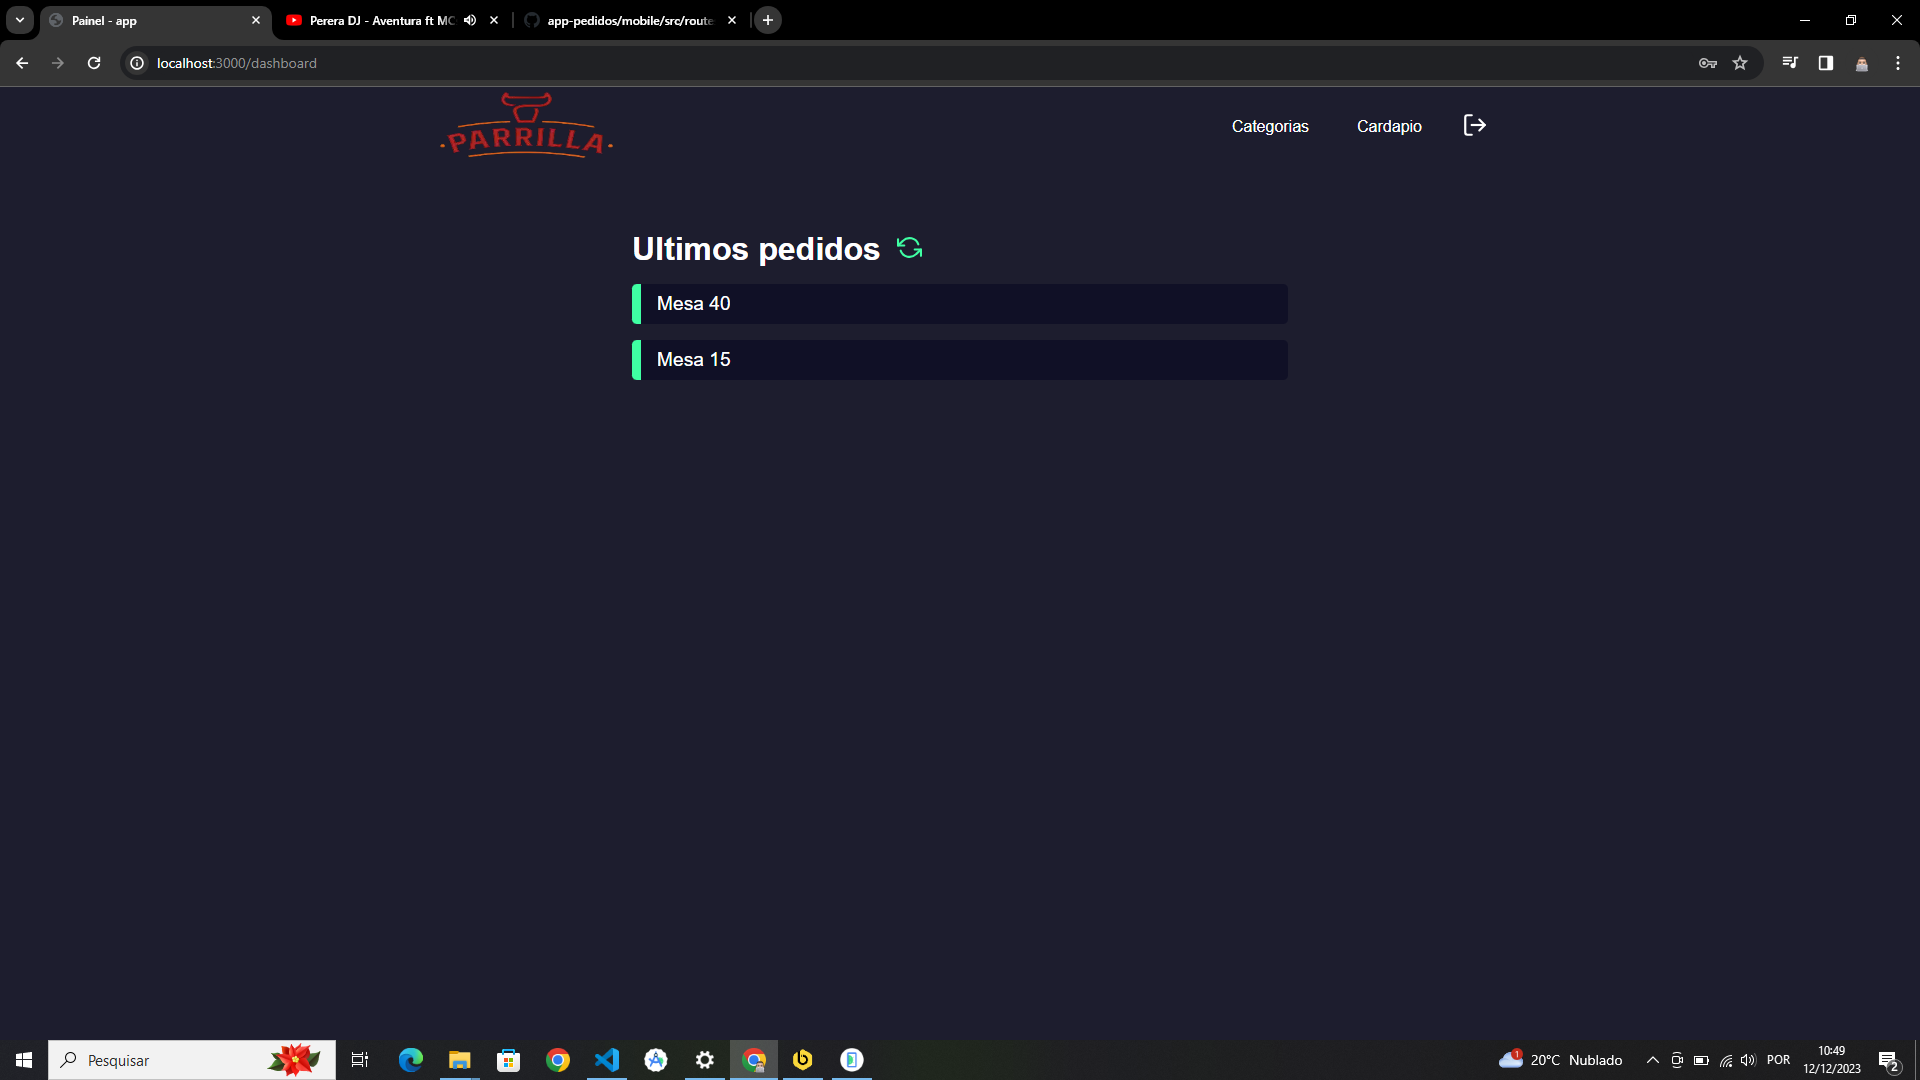 Painel - app
Perera DJ - Aventura ft MC
app-pedidos/mobile/src/route
localhost:3000/dashboard
PARRILLA
Categorias
Cardapio
Ultimos pedidos
Mesa 40
Mesa 15
Pesquisar
1
20°C Nublado
POR
10:49
12/12/2023
2